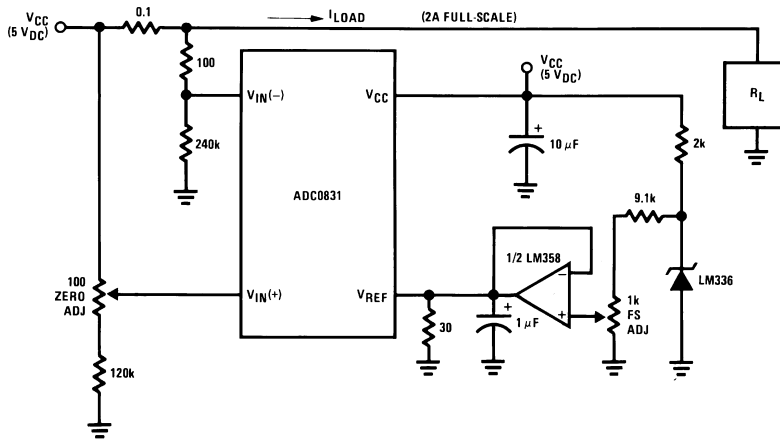 VCC
(5 VDC)
0.1
ILOAD
(2A FULL-SCALE)
100
240k
VIN(−)
VCC
ADC0831
VIN(+)
VREF
VCC
(5 VDC)
+
10 µF
RL
2k
9.1k
1/2 LM358
−
+
LM336
1k
FS
ADJ
30
+
1 µF
100
ZERO
ADJ
120k